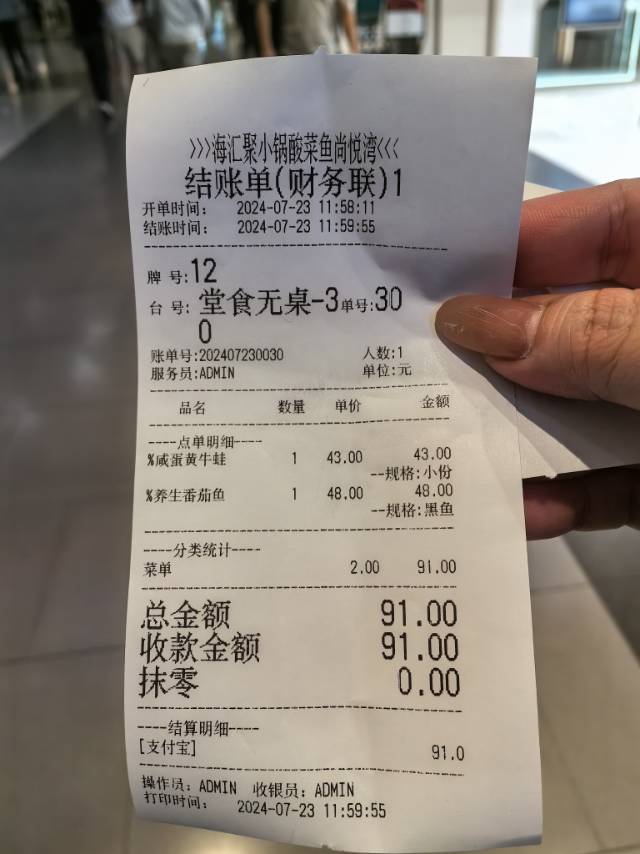 >>>海汇聚小锅酸菜鱼尚悦湾<<<
结账单(财务联)1
开单时间: 2024-07-23 11:58:11
结账时间: 2024-07-23 11:59:55
牌 号:12
台 号: 堂食无桌-3单号:30
0
账单号:202407230030 人数:1
服务员:ADMIN 单位:元
品名 数量 单价 金额
----点单明细----
%咸蛋黄牛蛙 1 43.00 43.00
--规格:小份
%养生番茄鱼 1 48.00 48.00
--规格:黑鱼
----分类统计----
菜单 2.00 91.00
总金额 91.00
收款金额 91.00
抹零 0.00
----结算明细----
[支付宝] 91.0
操作员: ADMIN 收银员: ADMIN
打印时间: 2024-07-23 11:59:55